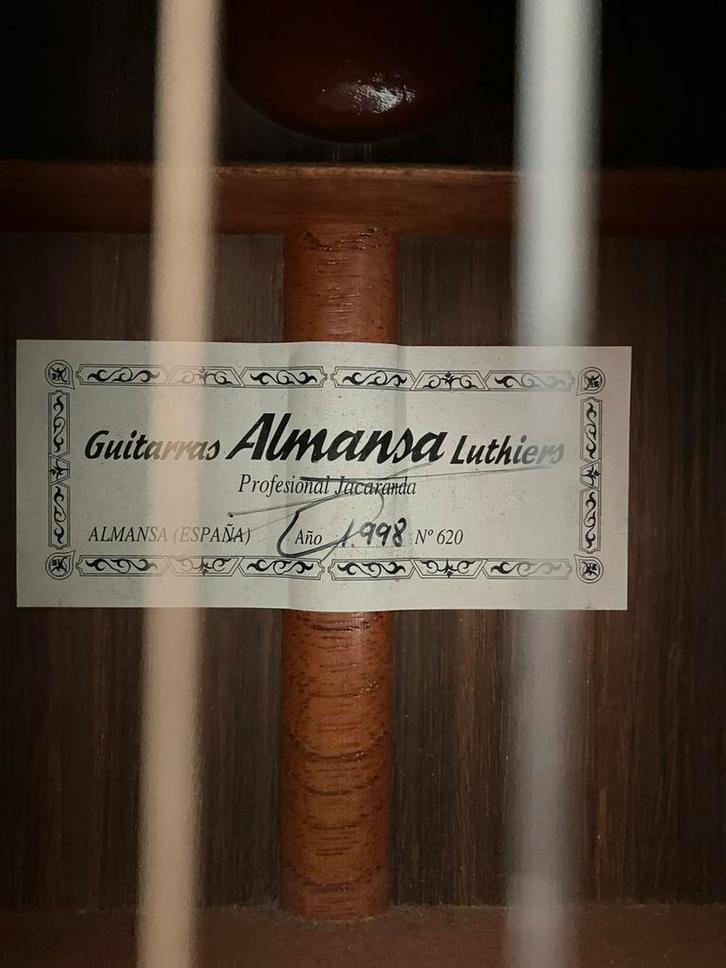 Guitarras Almansa Luthiers
Profesional Jacaranda
ALMANSA (ESPAÑA) Año 1998 Nº 620